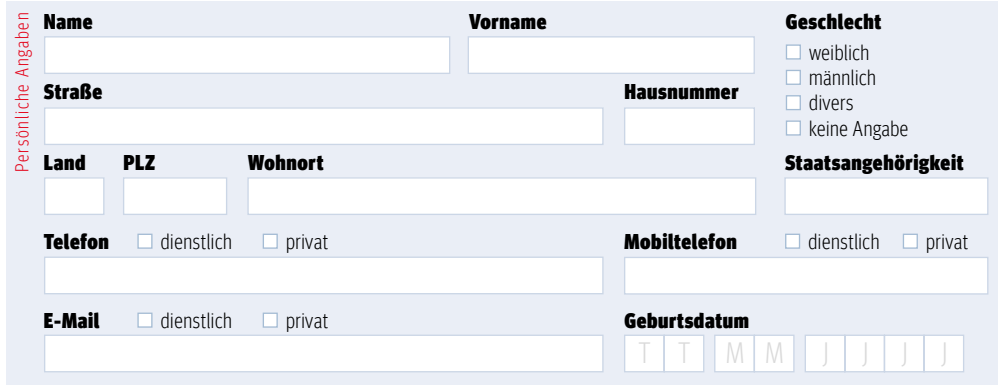 Persönliche Angaben
Name Vorname Geschlecht
weiblich
männlich
divers
keine Angabe
Straße Hausnummer
Land PLZ Wohnort Staatsangehörigkeit
Telefon dienstlich privat Mobiltelefon dienstlich privat
E-Mail dienstlich privat Geburtsdatum
T T M M J J J J